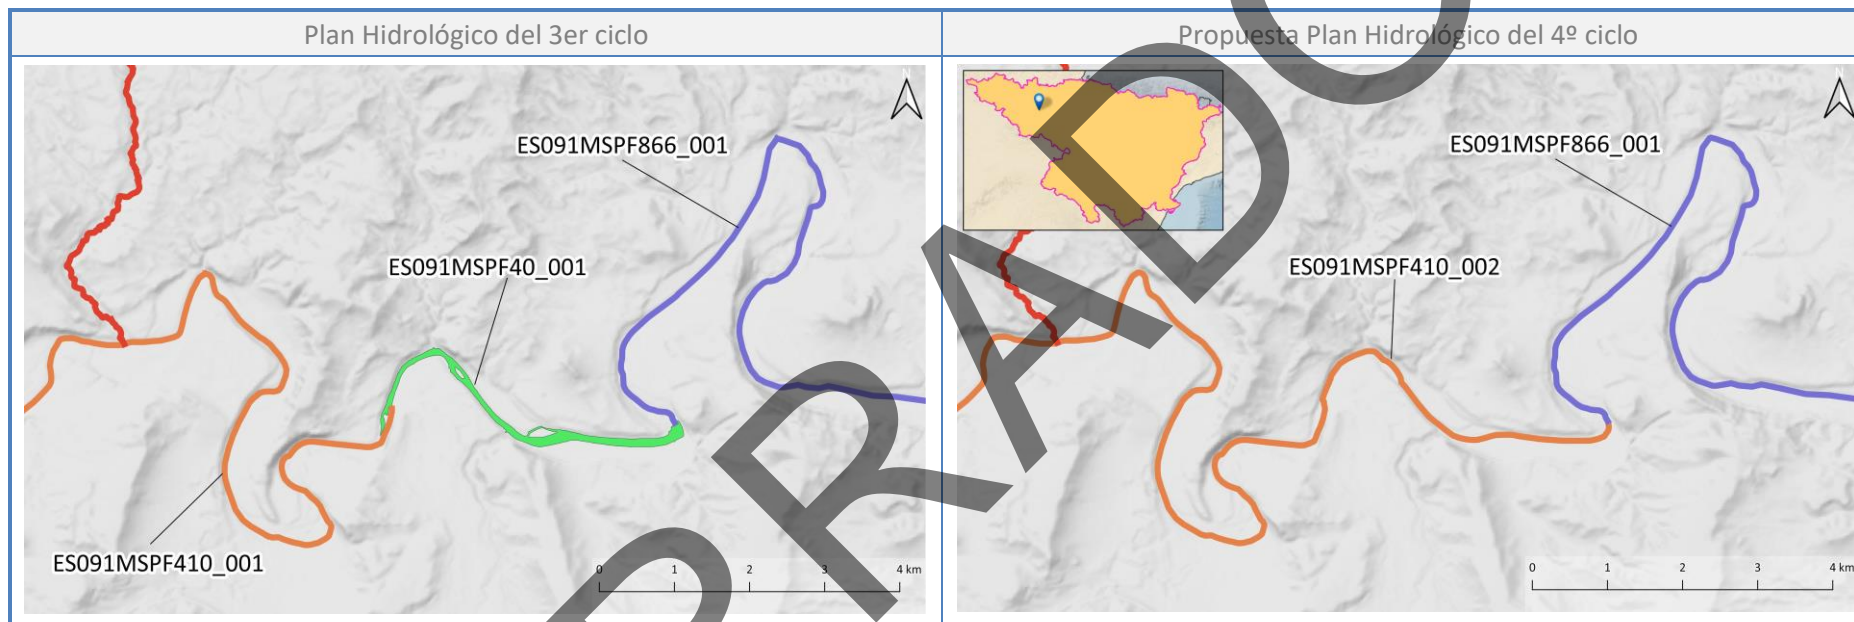 Plan Hidrológico del 3er ciclo
Propuesta Plan Hidrológico del 4º ciclo
ES091MSPF866_001
ES091MSPF40_001
ES091MSPF410_001
0 1 2 3 4 km
N
ES091MSPF866_001
ES091MSPF410_002
0 1 2 3 4 km